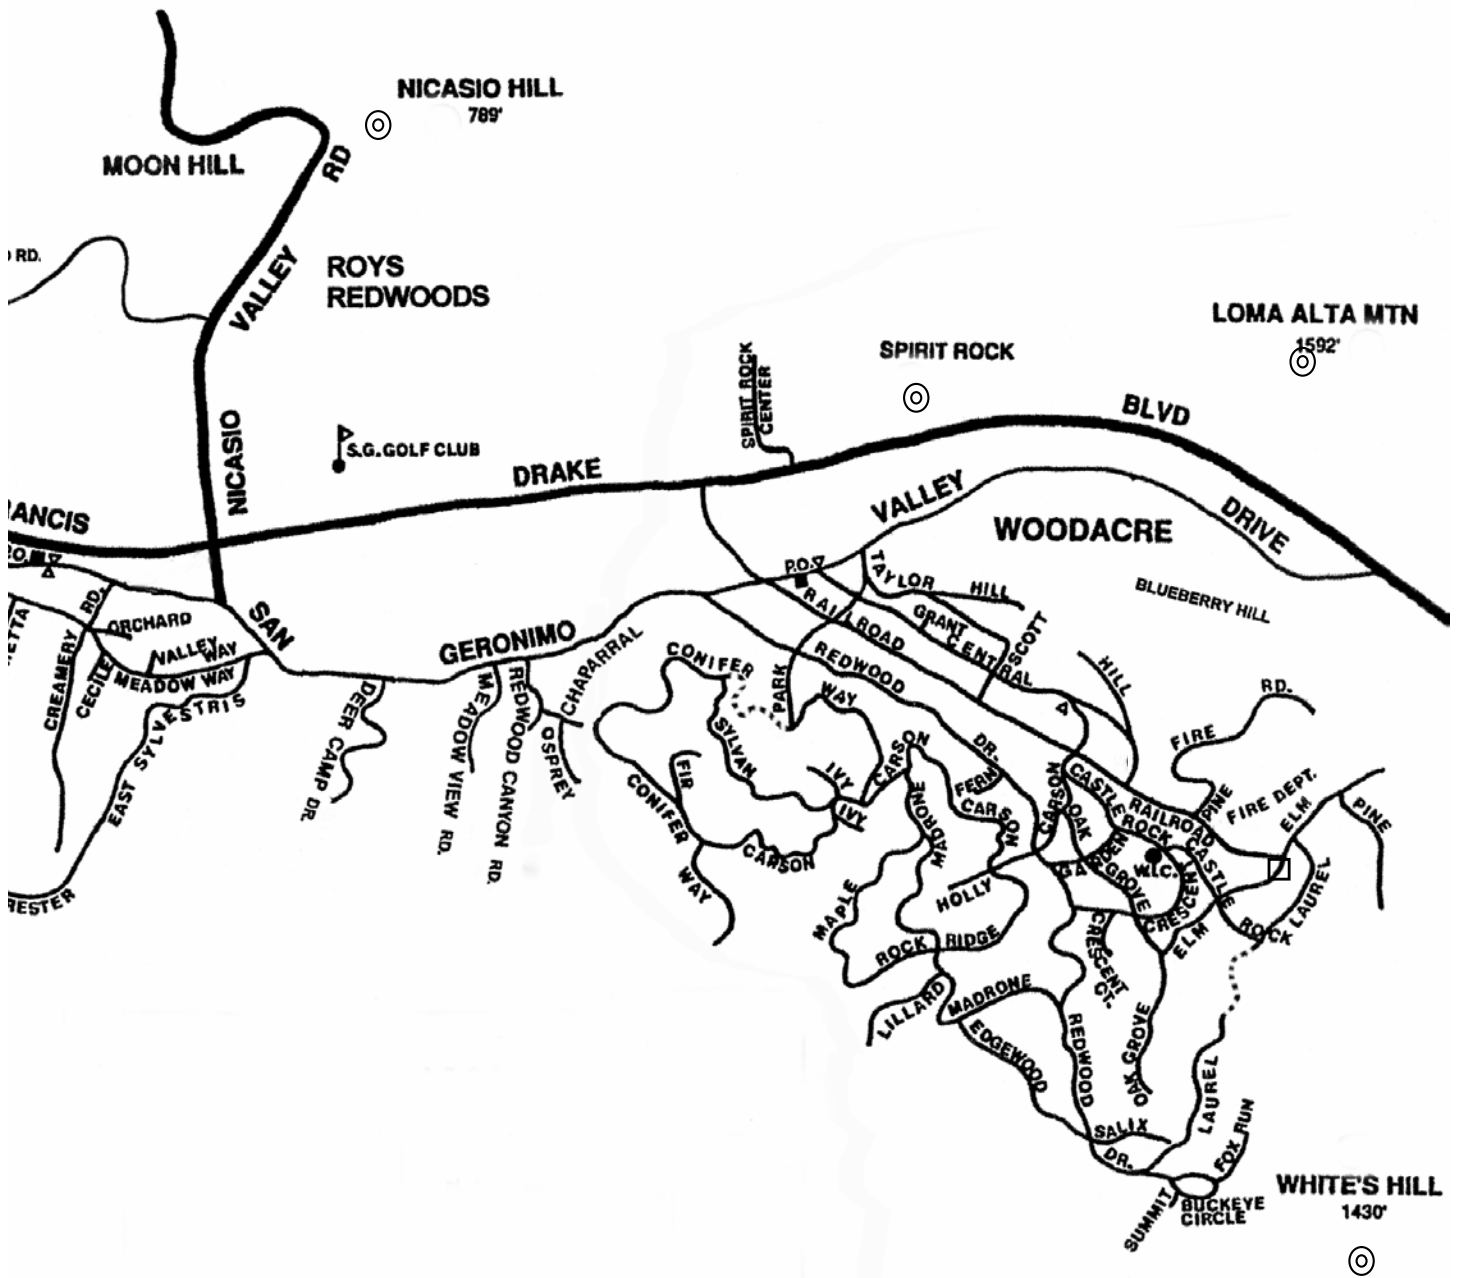 NICASIO HILL
789'
MOON HILL
RD
RD.
VALLEY
ROYS
REDWOODS
NICASIO
S.G. GOLF CLUB
SPIRIT ROCK
CENTER
SPIRIT ROCK
LOMA ALTA MTN
1592'
BLVD
DRAKE
VALLEY
DRIVE
WOODACRE
BLUEBERRY HILL
ANCIS
P.O.
P.O.
TAYLOR
HILL
RAILROAD
GRANT
CENTRAL
SCOTT
ETTA
CREAMERY
RD.
ORCHARD
VALLEY
WAY
CECILE
MEADOW WAY
EAST SYLVESTRIS
ESTER
SAN
GERONIMO
DEER CAMP DR.
MEADOW VIEW RD.
REDWOOD CANYON RD.
CHAPARRAL
OSPREY
CONIFER
SYLVAN
FIR
CONIFER
WAY
CARSON
PARK
WAY
IVY
IVY
CARSON
REDWOOD
DR.
FERN
CARSON
MADRONE
MAPLE
HOLLY
ROCK RIDGE
LILLARD
MADRONE
EDGEWOOD
REDWOOD
DR.
HILL
CARSON
CASTLE
ROCK
OAK
GARDEN
GROVE
W.I.C.
CRESCENT
CRESCENT
CT.
RAILROAD
CASTLE
ROCK
ELM
FIRE
RD.
PINE
FIRE DEPT.
ELM
PINE
LAUREL
OAK GROVE
LAUREL
SALIX
FOX RUN
SUMMIT
BUCKEYE
CIRCLE
WHITE'S HILL
1430'